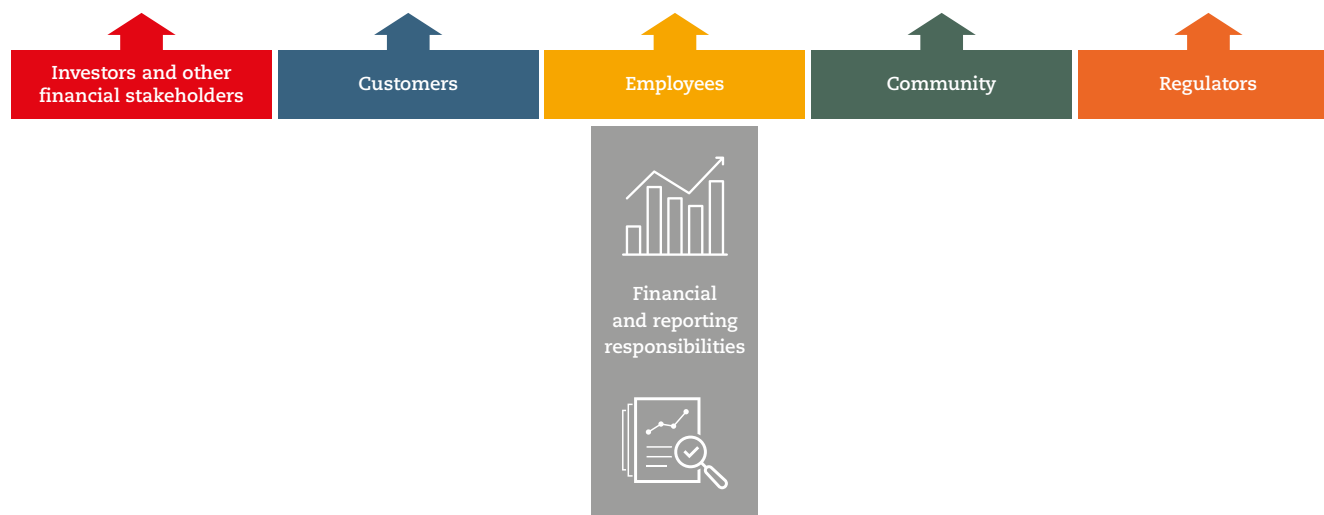 Investors and other
financial stakeholders
Customers
Employees
Community
Regulators
Financial
and reporting
responsibilities